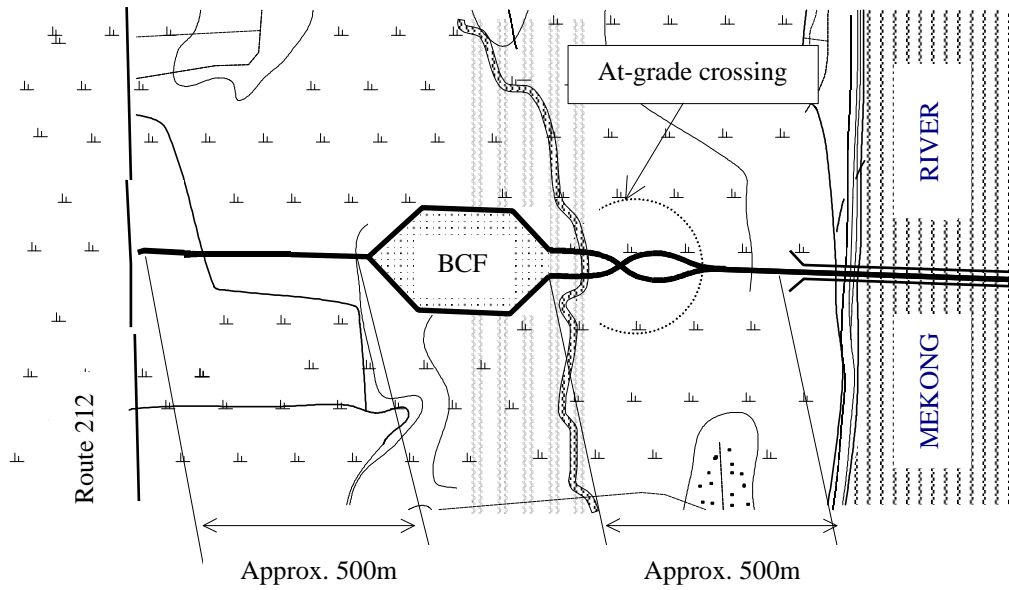 At-grade crossing
RIVER
BCF
MEKONG
Route 212
Approx. 500m
Approx. 500m